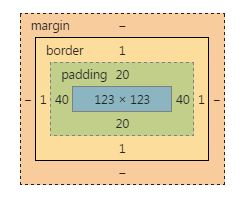 margin –
border 1
padding 20
– 1 40 123 × 123 40 1 –
20
1
–